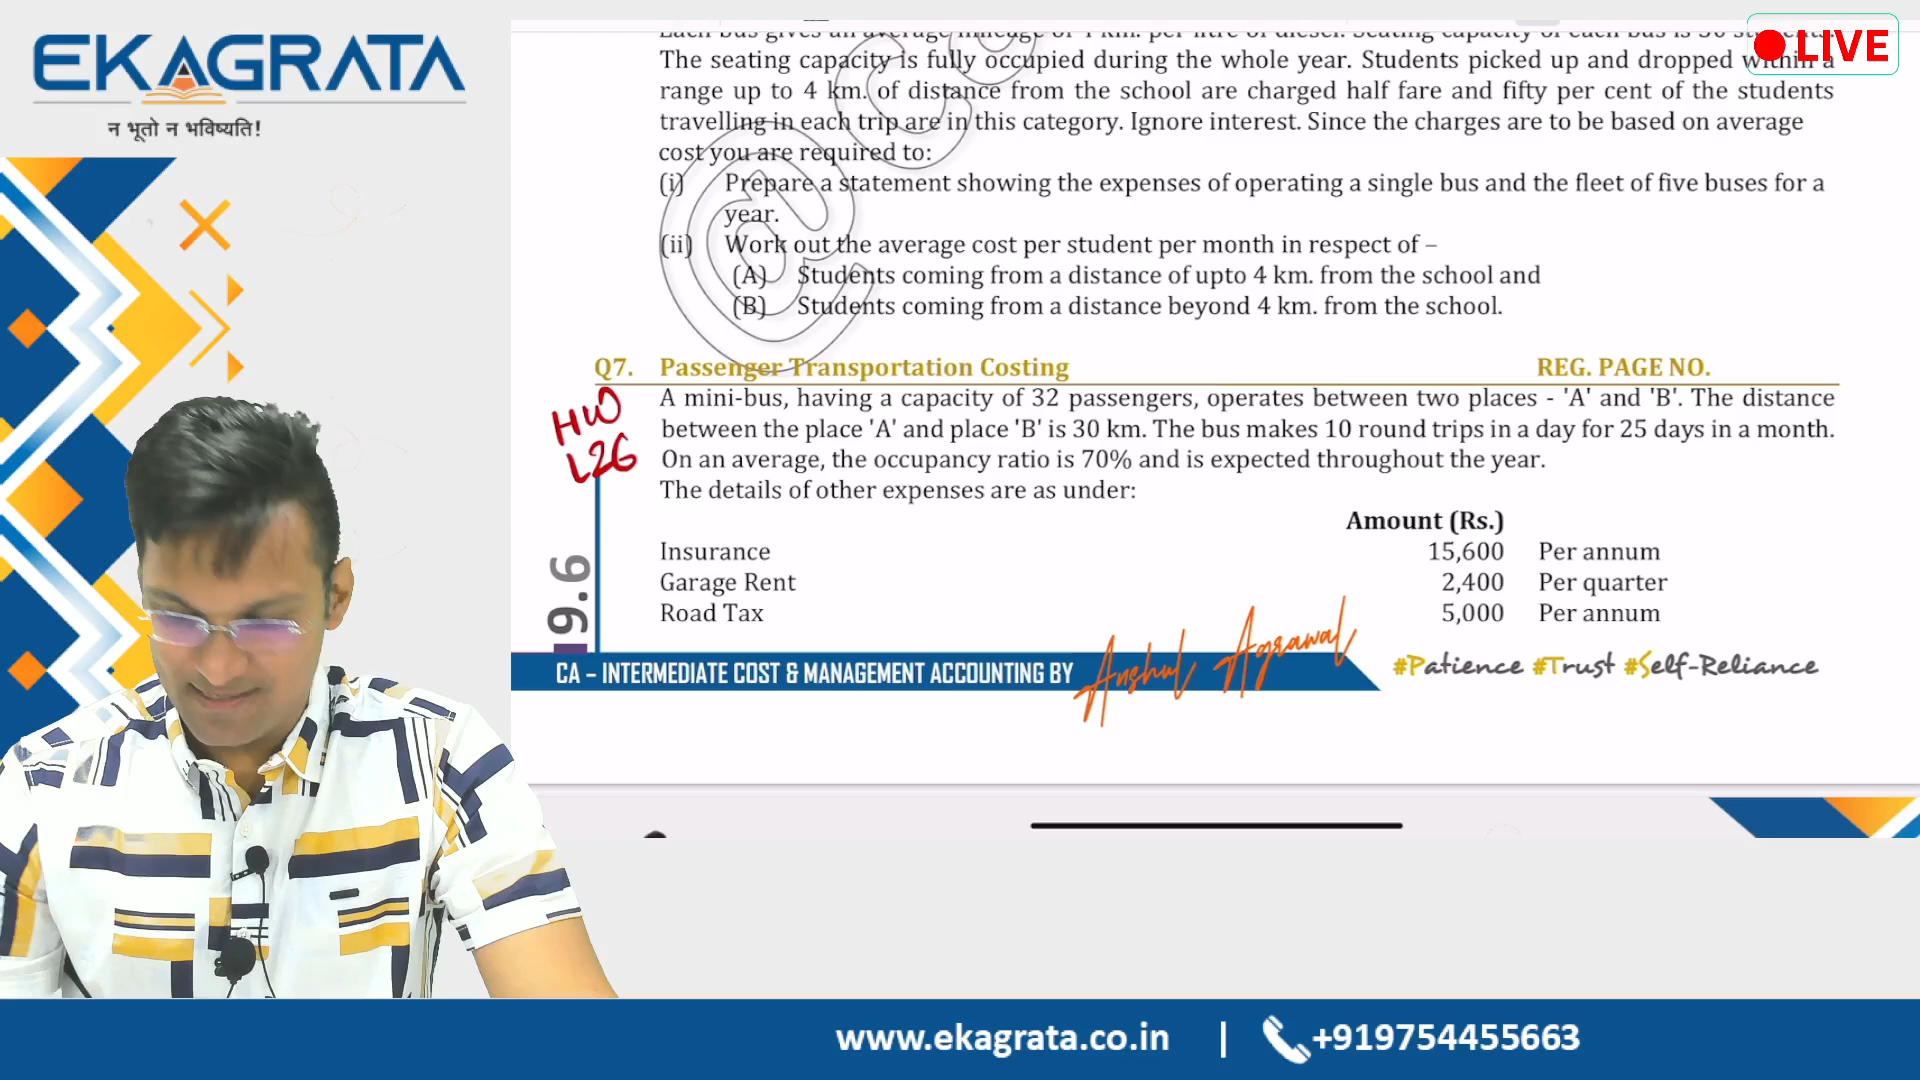 EKAGRATA
न भूतो न भविष्यति!
LIVE
The seating capacity is fully occupied during the whole year. Students picked up and dropped within a
range up to 4 km. of distance from the school are charged half fare and fifty per cent of the students
travelling in each trip are in this category. Ignore interest. Since the charges are to be based on average
cost you are required to:
(i) Prepare a statement showing the expenses of operating a single bus and the fleet of five buses for a
year.
(ii) Work out the average cost per student per month in respect of –
(A) Students coming from a distance of upto 4 km. from the school and
(B) Students coming from a distance beyond 4 km. from the school.
Q7. Passenger Transportation Costing REG. PAGE NO.
HW
L26
A mini-bus, having a capacity of 32 passengers, operates between two places - 'A' and 'B'. The distance
between the place 'A' and place 'B' is 30 km. The bus makes 10 round trips in a day for 25 days in a month.
On an average, the occupancy ratio is 70% and is expected throughout the year.
The details of other expenses are as under:
Amount (Rs.)
Insurance 15,600 Per annum
Garage Rent 2,400 Per quarter
Road Tax 5,000 Per annum
19.6
CA – INTERMEDIATE COST & MANAGEMENT ACCOUNTING BY Anshul Agrawal
#Patience #Trust #Self-Reliance
www.ekagrata.co.in | +919754455663